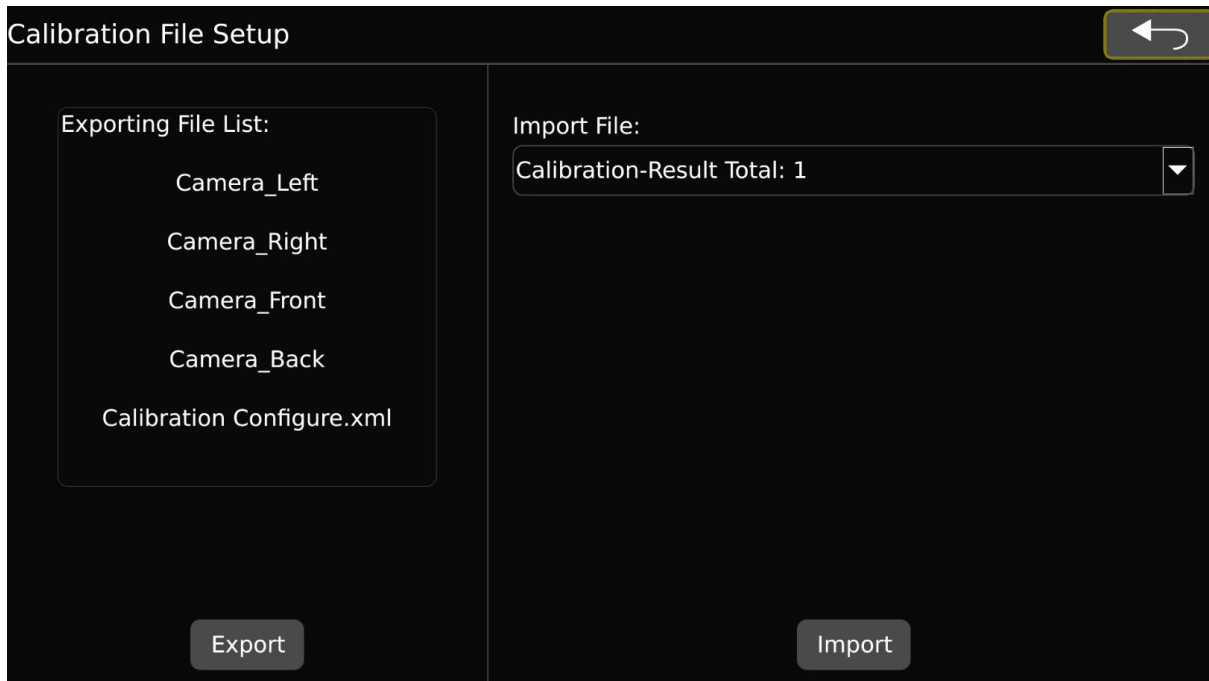 Calibration File Setup
Exporting File List:
Camera_Left
Camera_Right
Camera_Front
Camera_Back
Calibration Configure.xml
Export
Import File:
Calibration-Result Total: 1
Import